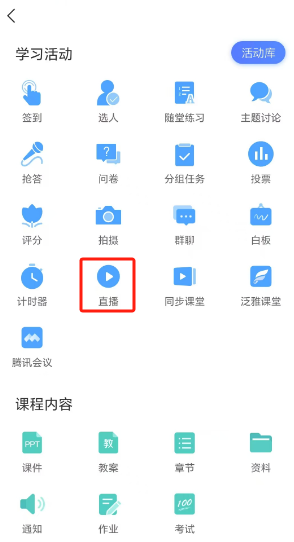 学习活动 活动库
签到 选人 随堂练习 主题讨论
抢答 问卷 分组任务 投票
评分 拍摄 群聊 白板
计时器 直播 同步课堂 泛雅课堂
腾讯会议
课程内容
PPT 教
课件 教案 章节 资料
100
通知 作业 考试